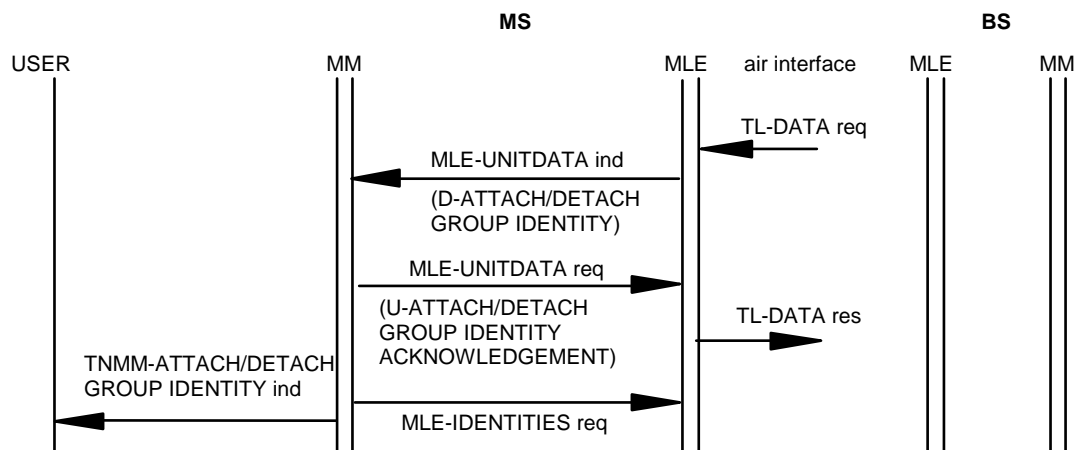 MS BS
USER MM MLE air interface MLE MM
TL-DATA req
MLE-UNITDATA ind
(D-ATTACH/DETACH
GROUP IDENTITY)
MLE-UNITDATA req
(U-ATTACH/DETACH
GROUP IDENTITY
ACKNOWLEDGEMENT)
TL-DATA res
TNMM-ATTACH/DETACH
GROUP IDENTITY ind
MLE-IDENTITIES req